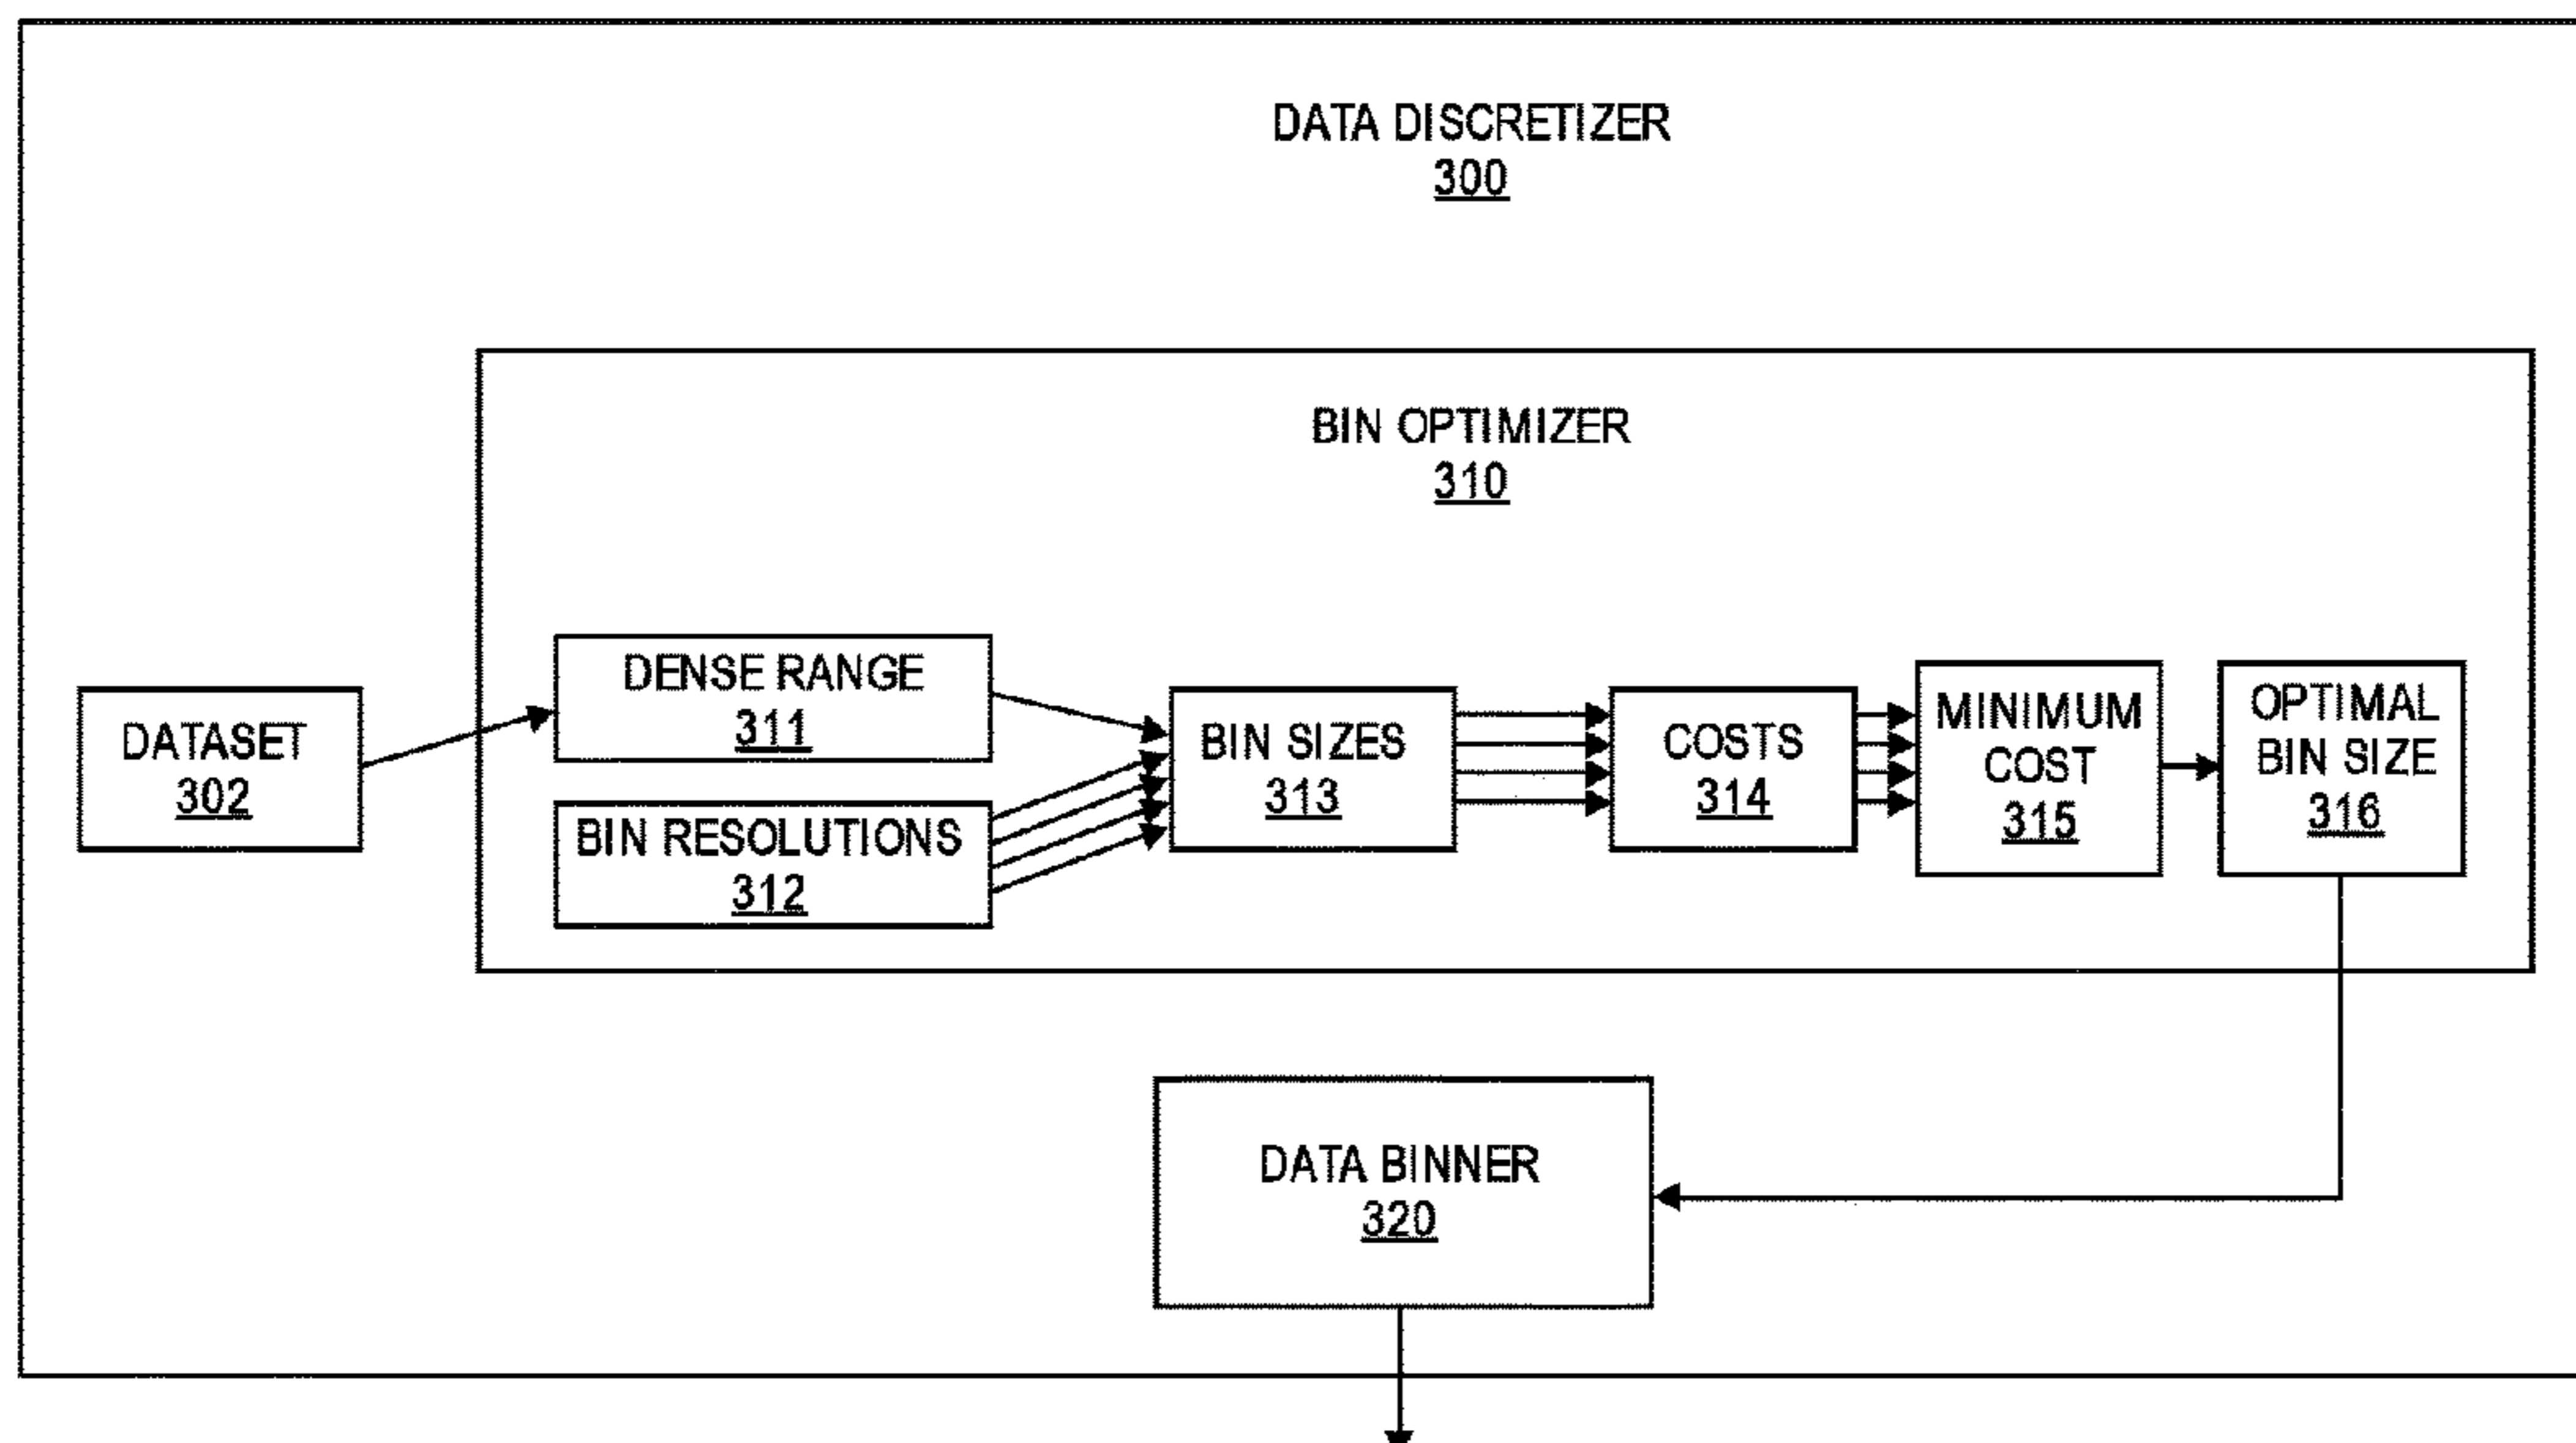 DATA DISCRETIZER
300
BIN OPTIMIZER
310
DATASET
302
DENSE RANGE
311
BIN RESOLUTIONS
312
BIN SIZES
313
COSTS
314
MINIMUM
COST
315
OPTIMAL
BIN SIZE
316
DATA BINNER
320